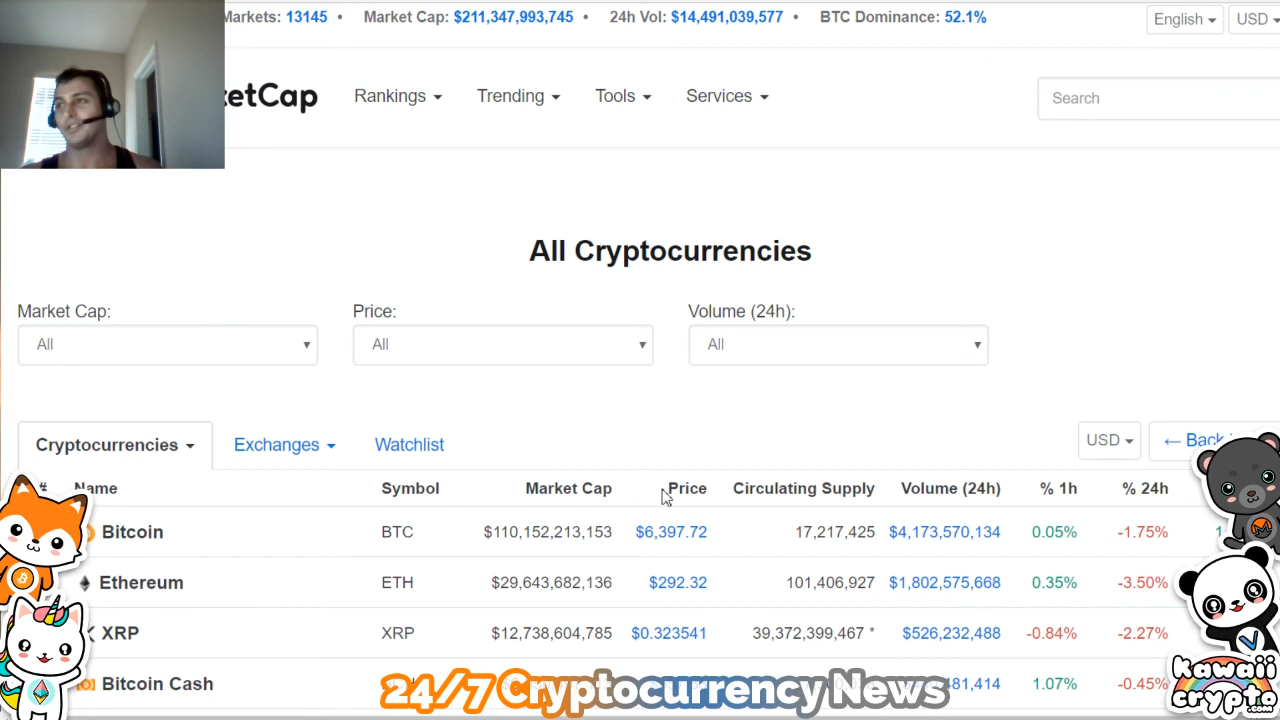 Markets: 13145 • Market Cap: $211,347,993,745 • 24h Vol: $14,491,039,577 • BTC Dominance: 52.1% English USD
etCap Rankings Trending Tools Services Search
All Cryptocurrencies
Market Cap: Price: Volume (24h):
All All All
Cryptocurrencies Exchanges Watchlist USD ← Back
# Name Symbol Market Cap Price Circulating Supply Volume (24h) % 1h % 24h
Bitcoin BTC $110,152,213,153 $6,397.72 17,217,425 $4,173,570,134 0.05% -1.75%
Ethereum ETH $29,643,682,136 $292.32 101,406,927 $1,802,575,668 0.35% -3.50%
XRP XRP $12,738,604,785 $0.323541 39,372,399,467 * $526,232,488 -0.84% -2.27%
Bitcoin Cash 481,414 1.07% -0.45%
24/7 Cryptocurrency News
kawaii
crypto
.com